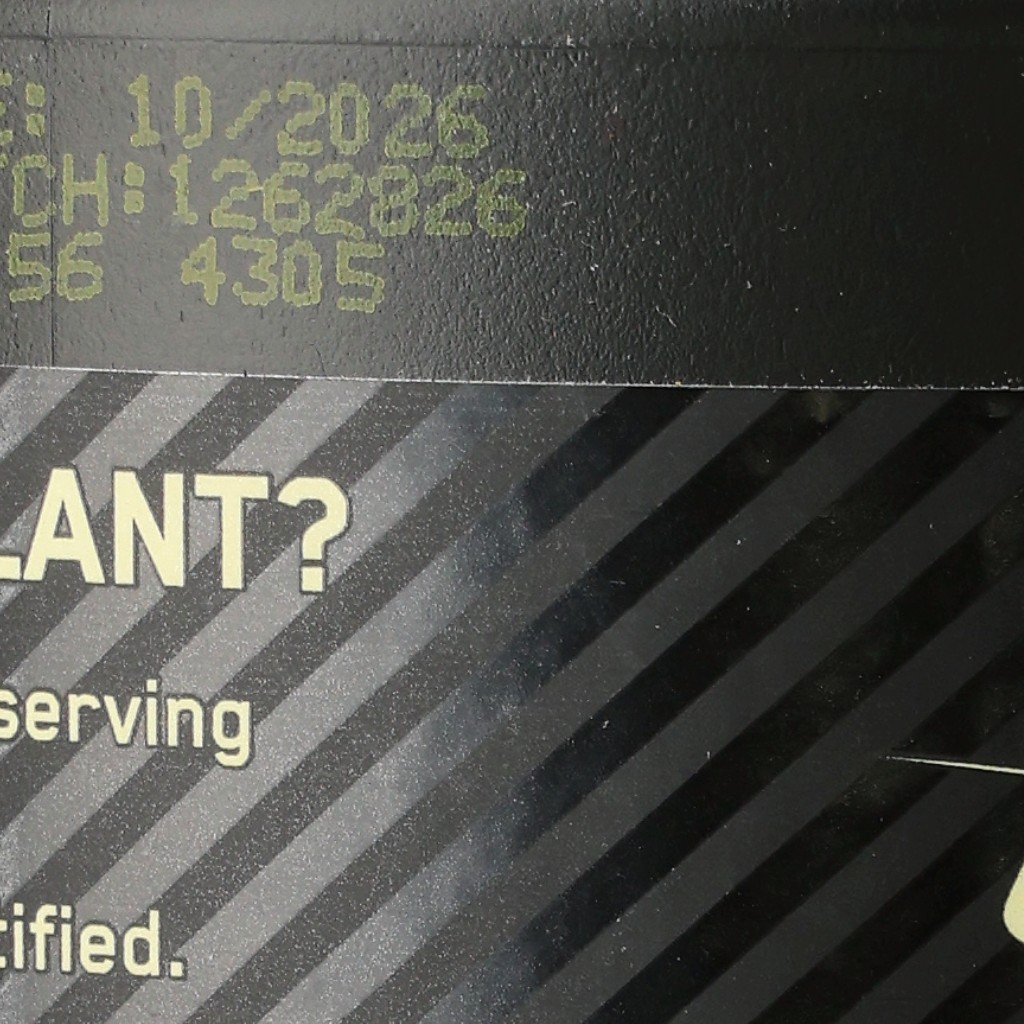 E: 10/2026
TCH:1262826
56 4305
LANT?
serving
tified.